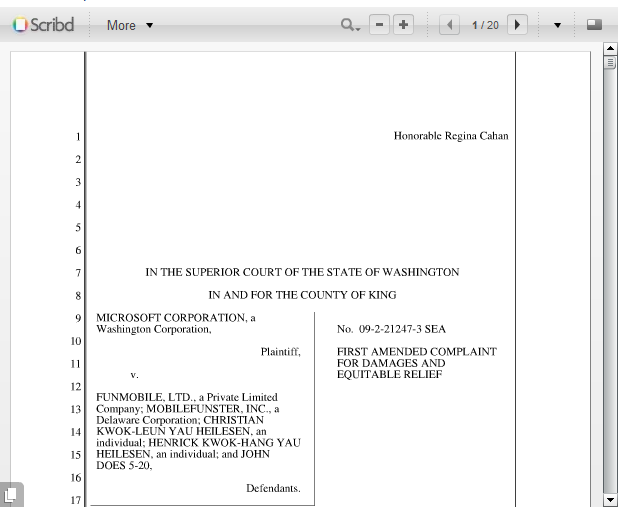 Scribd More 1 / 20
1 Honorable Regina Cahan
2
3
4
5
6
7 IN THE SUPERIOR COURT OF THE STATE OF WASHINGTON
8 IN AND FOR THE COUNTY OF KING
9 MICROSOFT CORPORATION, a
Washington Corporation, No. 09-2-21247-3 SEA
10
Plaintiff, FIRST AMENDED COMPLAINT
11 FOR DAMAGES AND
v. EQUITABLE RELIEF
12
FUNMOBILE, LTD., a Private Limited
13 Company; MOBILEFUNSTER, INC., a
Delaware Corporation; CHRISTIAN
14 KWOK-LEUN YAU HEILESEN, an
individual; HENRICK KWOK-HANG YAU
15 HEILESEN, an individual; and JOHN
DOES 5-20,
16
Defendants.
17